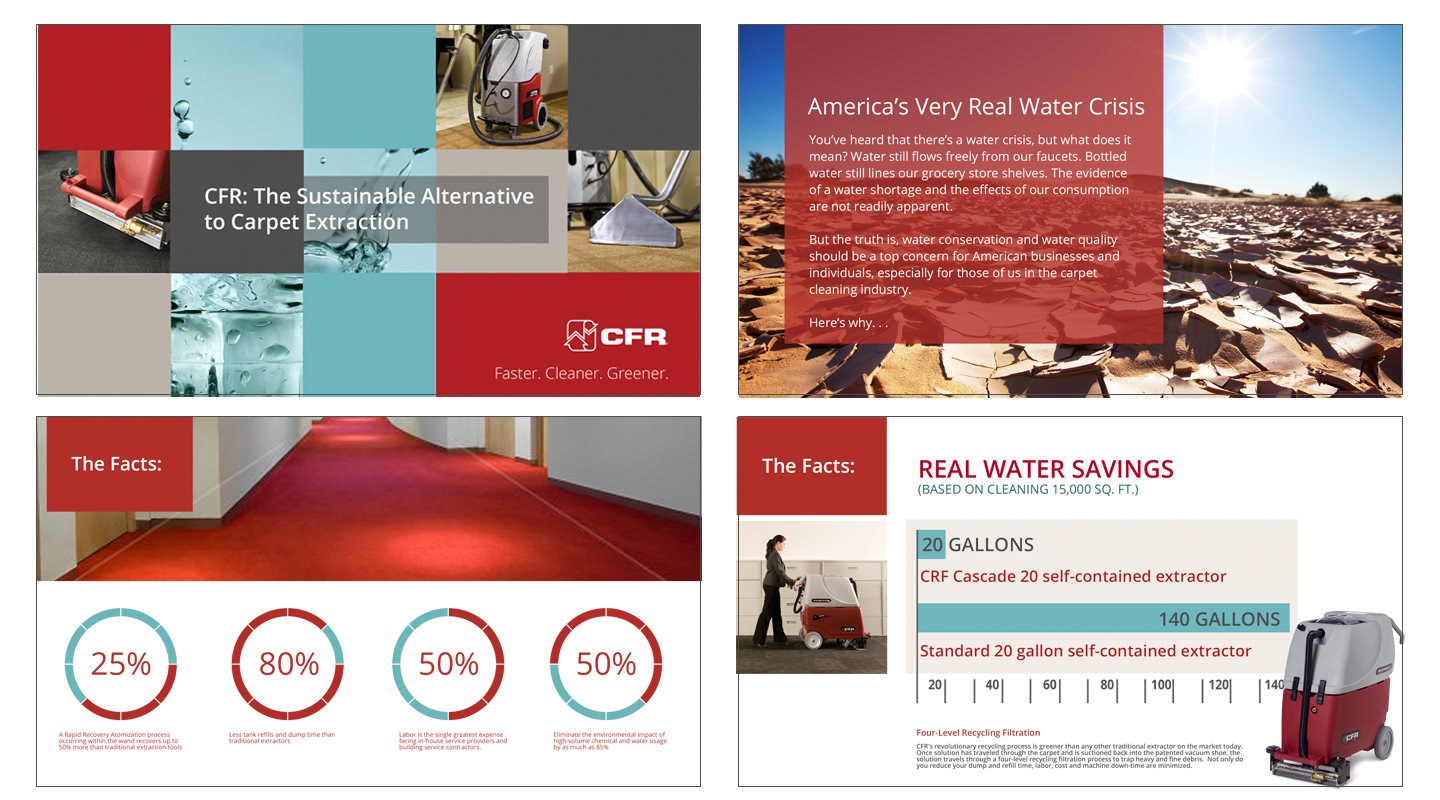 CFR: The Sustainable Alternative
to Carpet Extraction
CFR
Faster. Cleaner. Greener.
America's Very Real Water Crisis
You've heard that there's a water crisis, but what does it
mean? Water still flows freely from our faucets. Bottled
water still lines our grocery store shelves. The evidence
of a water shortage and the effects of our consumption
are not readily apparent.
But the truth is, water conservation and water quality
should be a top concern for American businesses and
individuals, especially for those of us in the carpet
cleaning industry.
Here's why. . .
The Facts:
25%
80%
50%
50%
A Rapid Recovery Atomization process
occurring within the wand recovers up to
50% more than traditional extraction tools
Less tank refills and dump time than
traditional extractors
Labor is the single greatest expense
facing in-house service providers and
building service contractors.
Eliminate the environmental impact of
high-volume chemical and water usage
by as much as 85%
The Facts:
REAL WATER SAVINGS
(BASED ON CLEANING 15,000 SQ. FT.)
20 GALLONS
CRF Cascade 20 self-contained extractor
140 GALLONS
Standard 20 gallon self-contained extractor
20 40 60 80 100 120 140
Four-Level Recycling Filtration
CFR's revolutionary recycling process is greener than any other traditional extractor on the market today.
Once solution has traveled through the carpet and is suctioned back into the patented vacuum shoe, the
solution travels through a four-level recycling filtration process to trap heavy and fine debris. Not only do
you reduce your dump and refill time, labor, cost and machine down-time are minimized.
CFR
CFR